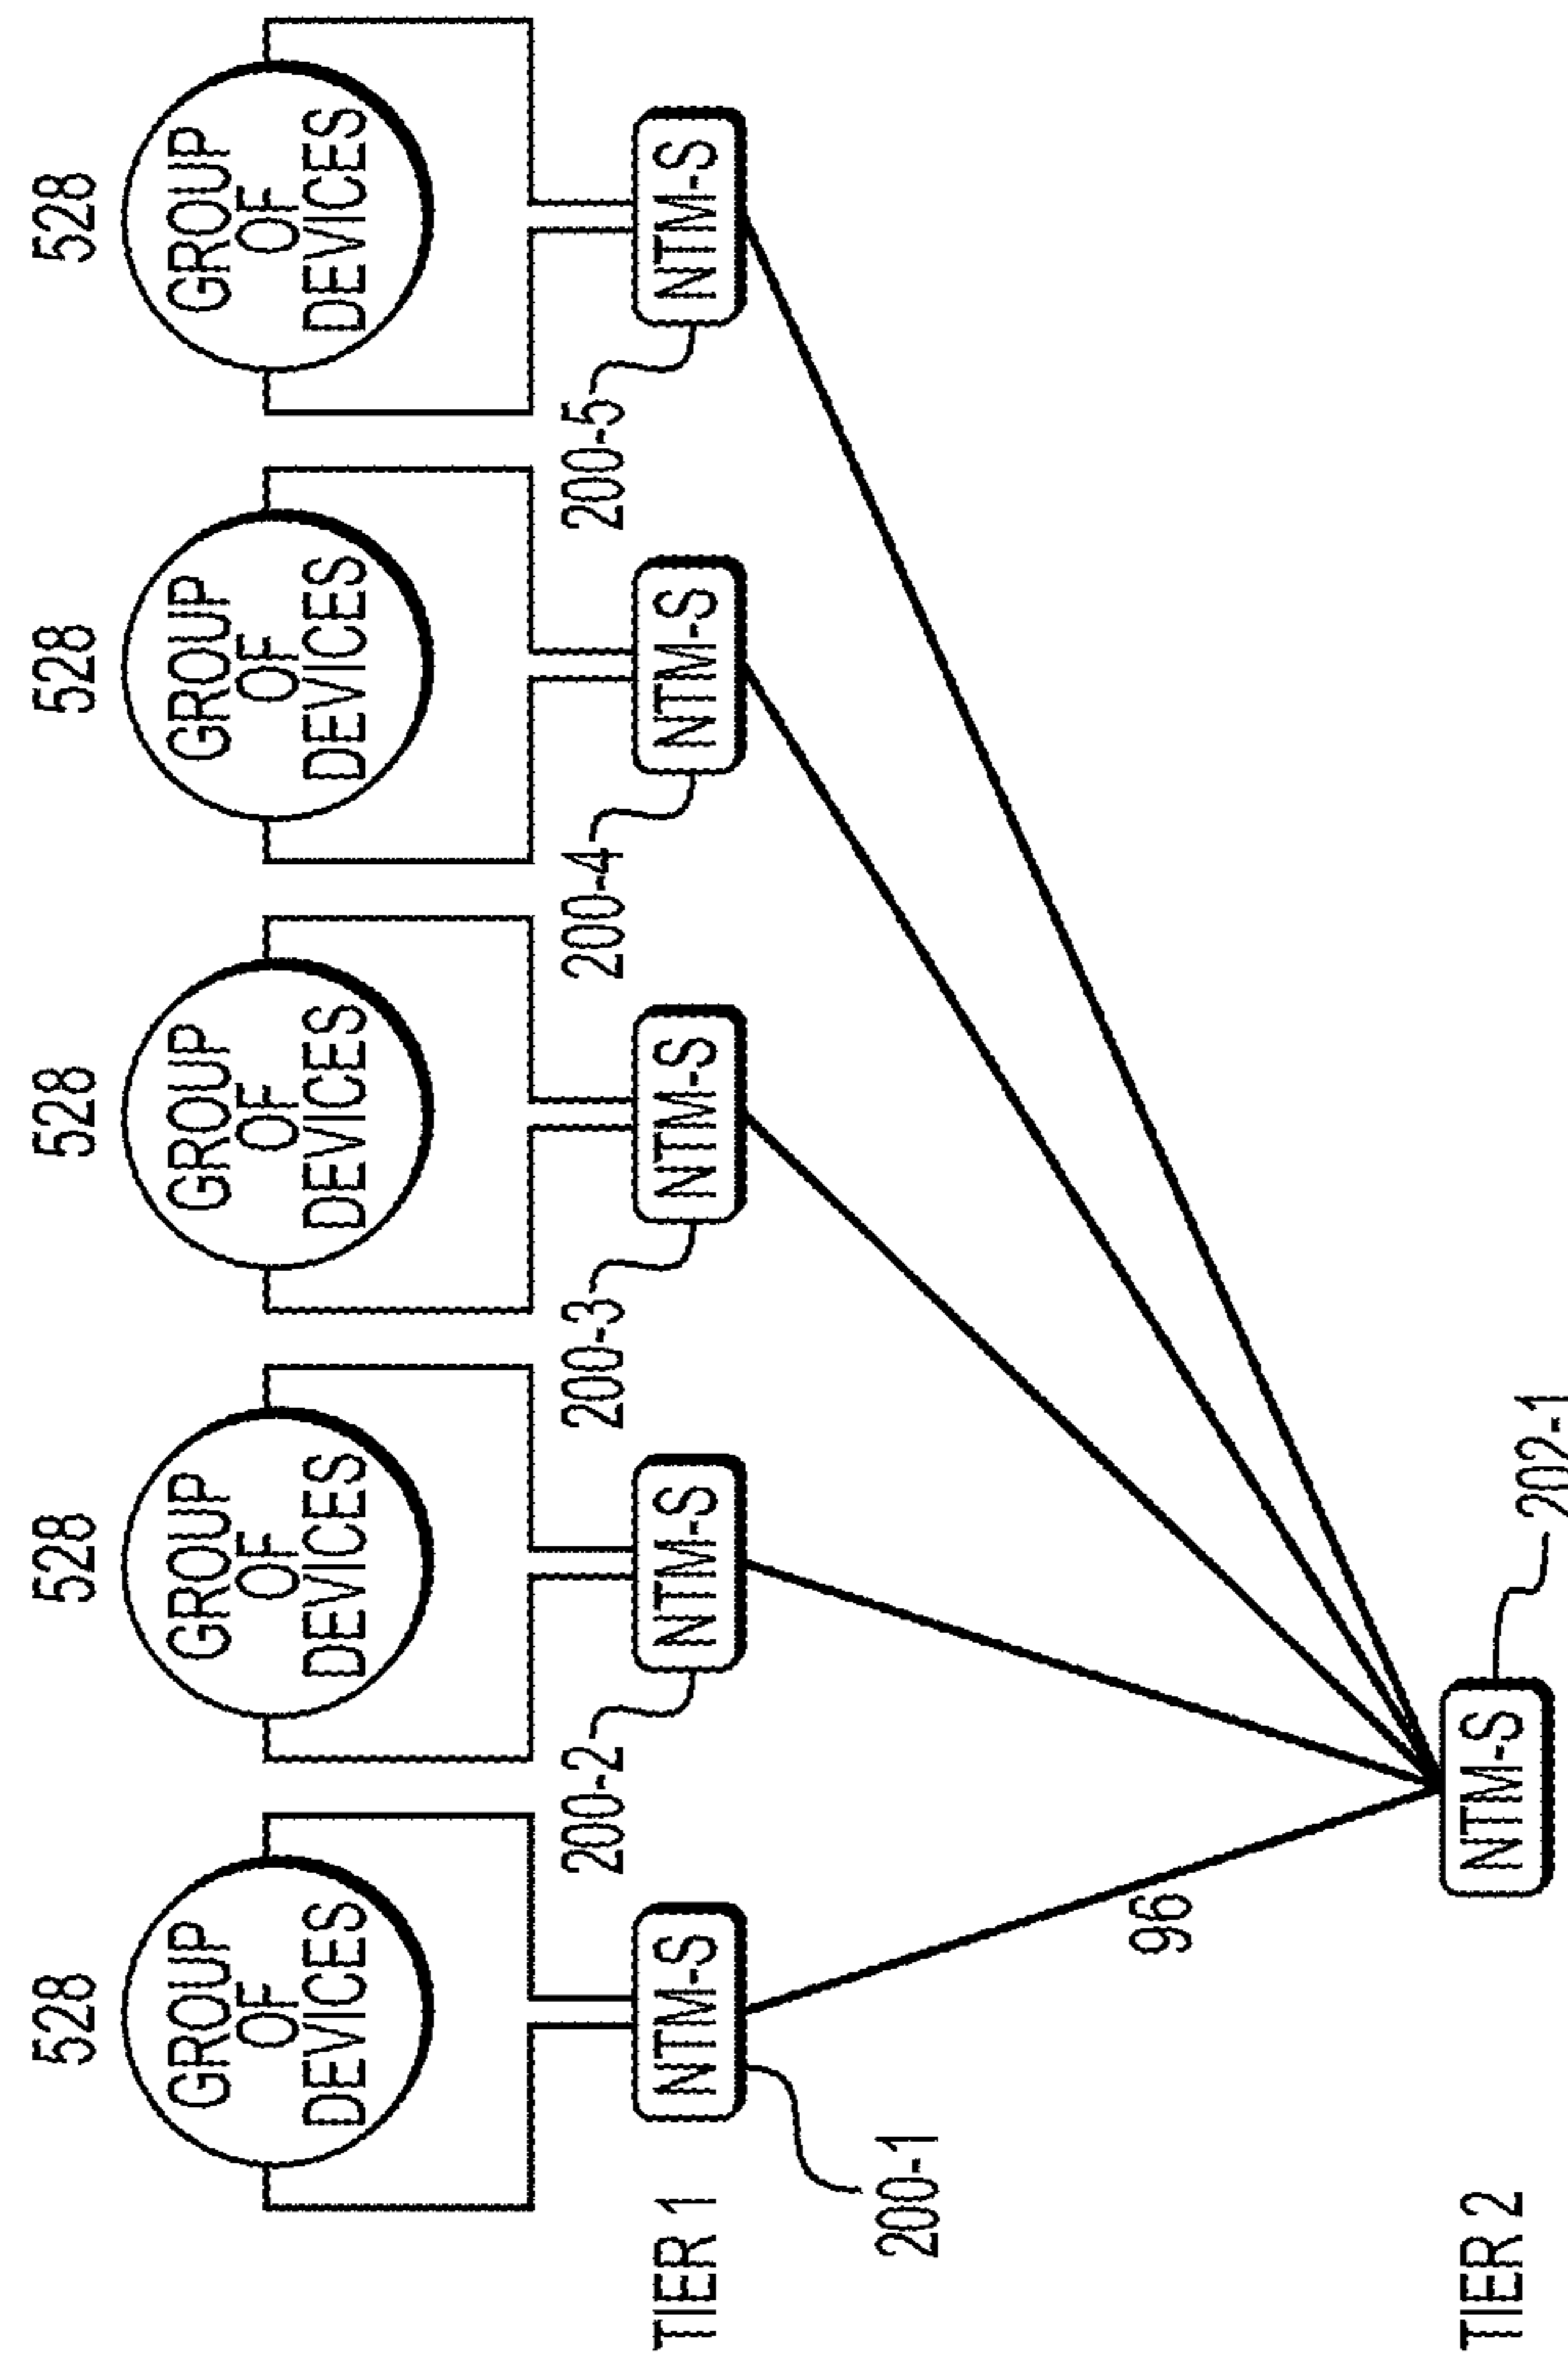 528
528
528
528
528
GROUP
OF
DEVICES
GROUP
OF
DEVICES
GROUP
OF
DEVICES
GROUP
OF
DEVICES
GROUP
OF
DEVICES
200-2
200-3
200-4
200-5
TIER 1
NTM-S
NTM-S
NTM-S
NTM-S
NTM-S
200-1
96
TIER 2
NTM-S
202-1